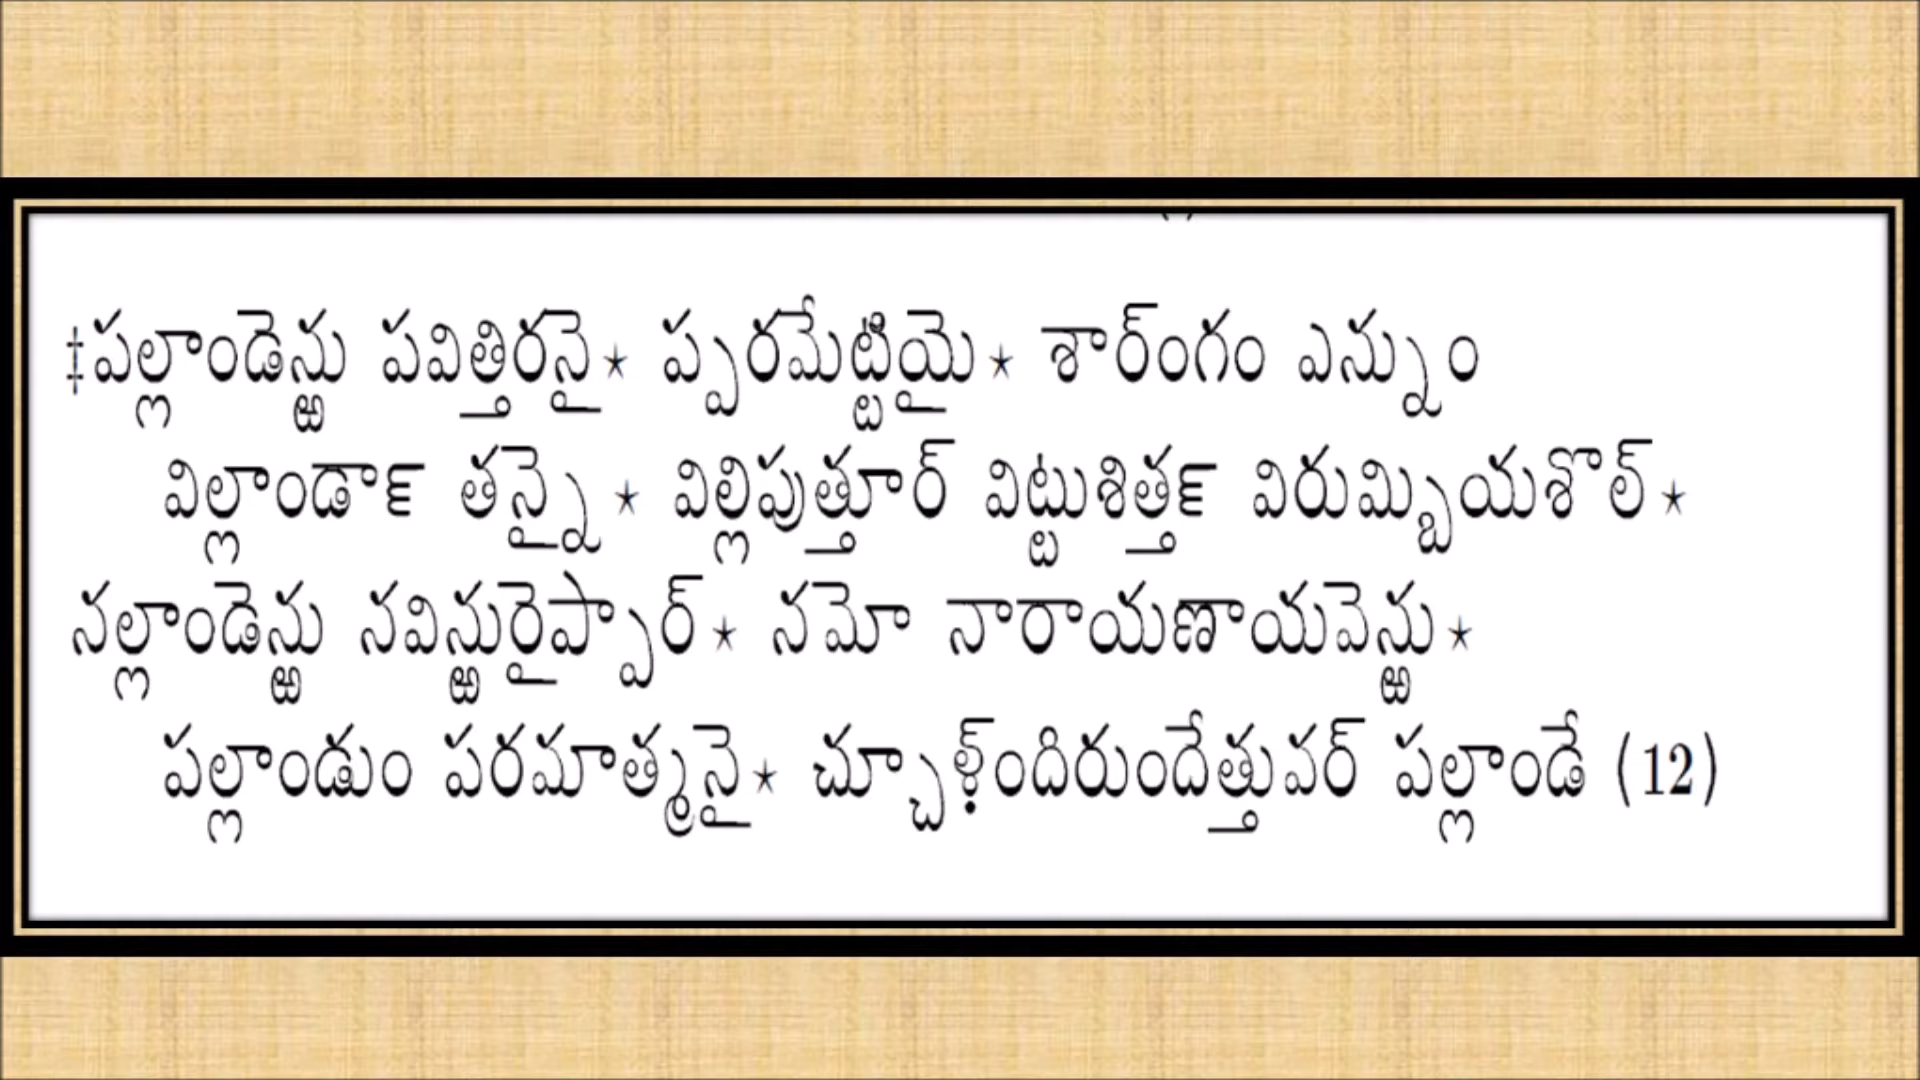 ‡పల్లాండెన్ఱు పవిత్తిరనై⋆ ప్పరమేట్టియై⋆ శార్ంగం ఎన్నుం
విల్లాండాన్ తన్నై⋆ విల్లిపుత్తూర్ విట్టుశిత్తన్ విరుమ్బియశొల్⋆
నల్లాండెన్ఱు నవిన్ఱురైప్పార్⋆ నమో నారాయణాయవెన్ఱు⋆
పల్లాండుం పరమాత్మనై⋆ చ్చూૃళ్ందిరుందేత్తువర్ పల్లాండే (12)